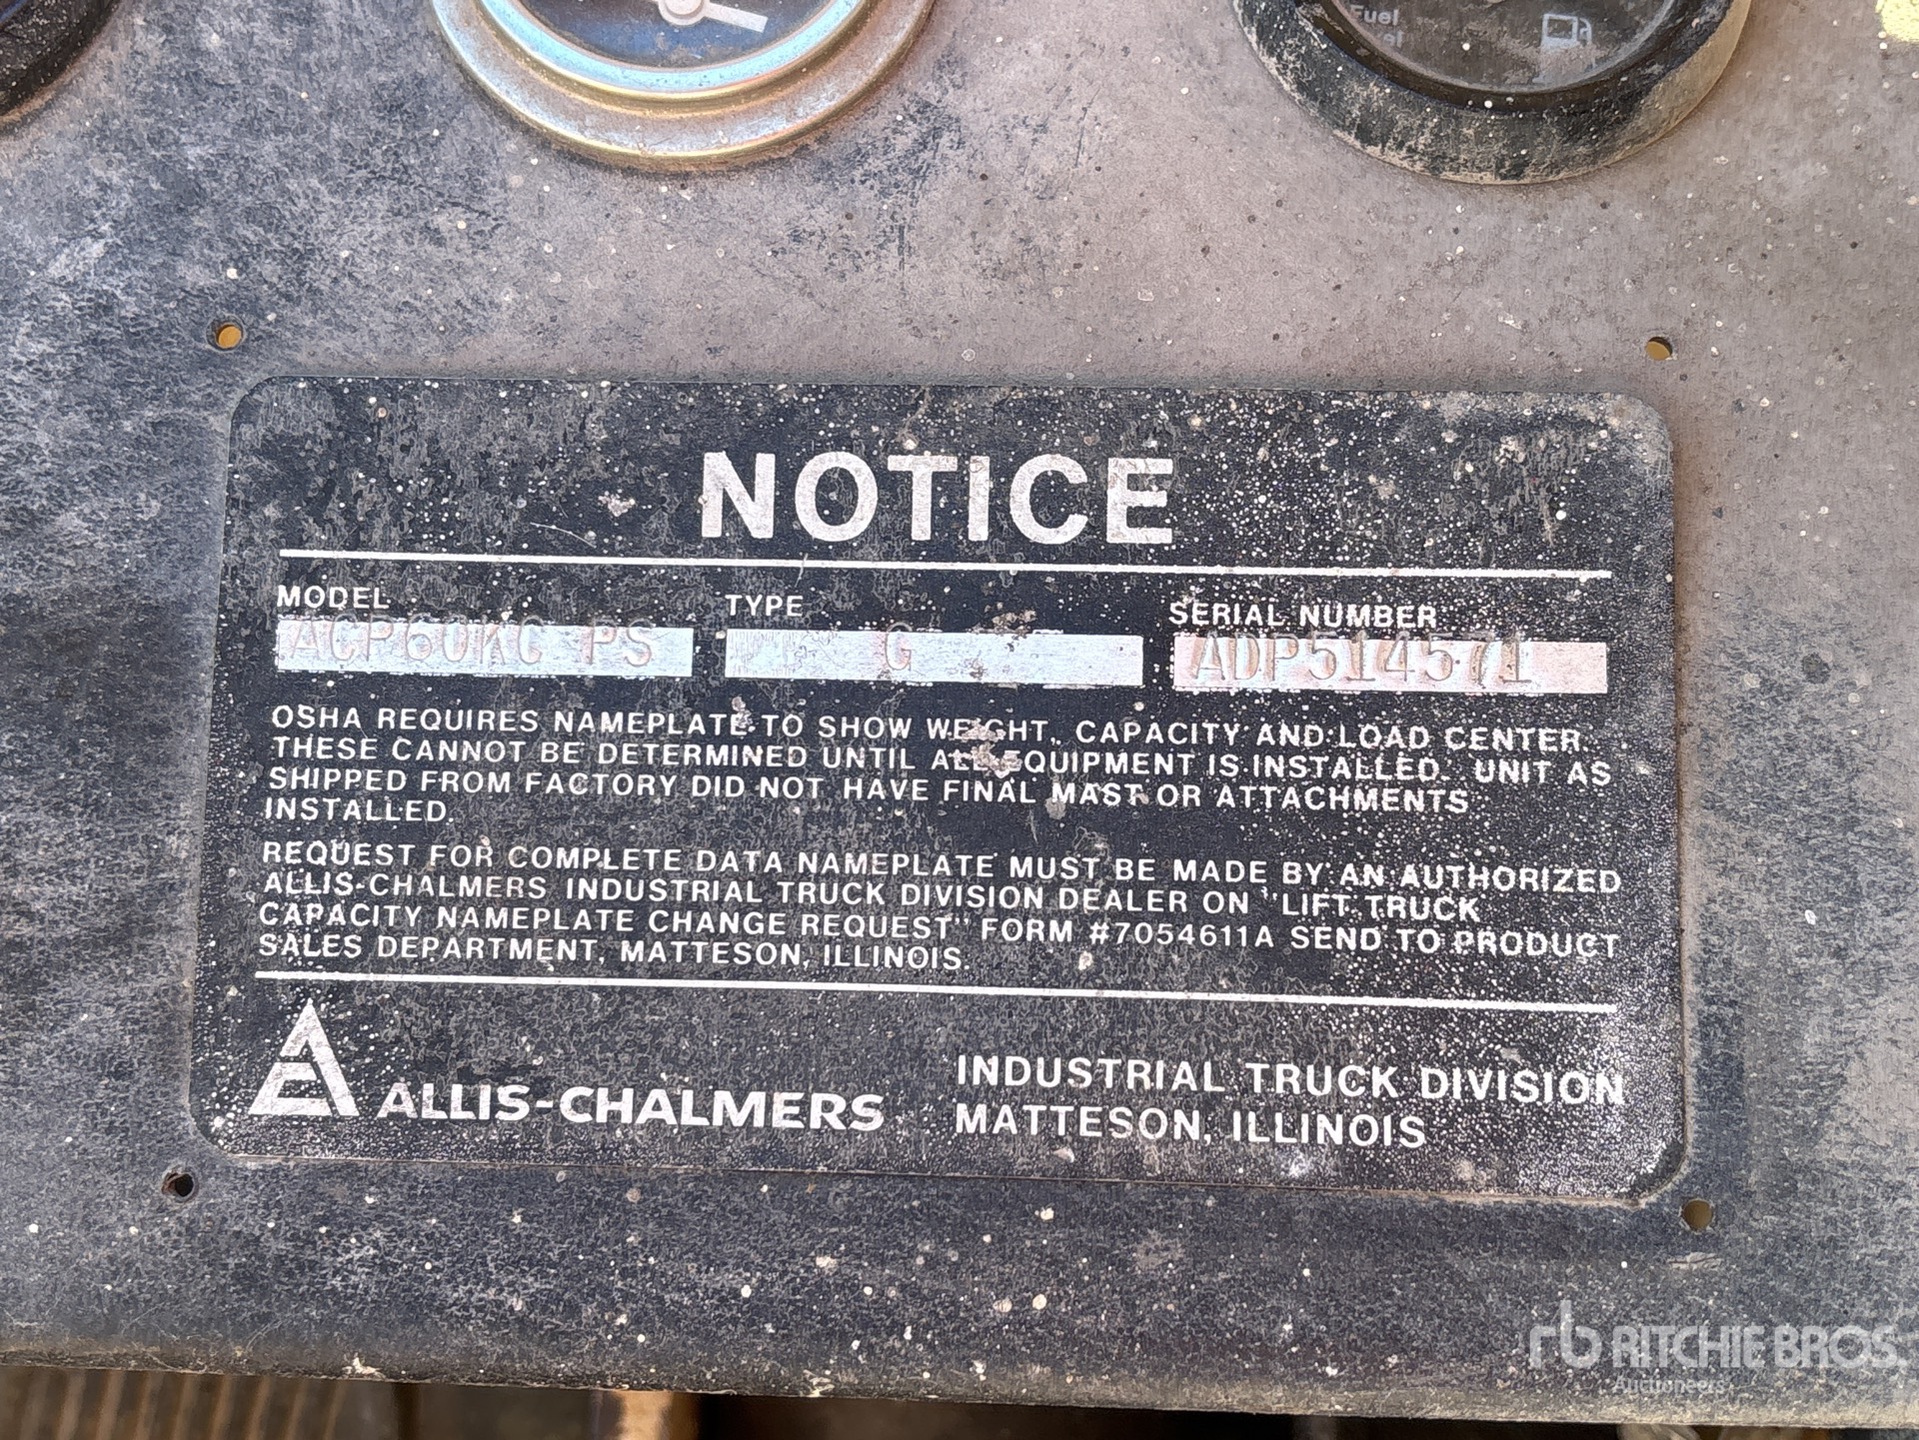 Fuel
NOTICE
MODEL TYPE SERIAL NUMBER
ACP60KC PS G ADP514571
OSHA REQUIRES NAMEPLATE TO SHOW WEIGHT, CAPACITY AND LOAD CENTER.
THESE CANNOT BE DETERMINED UNTIL ALL EQUIPMENT IS INSTALLED. UNIT AS
SHIPPED FROM FACTORY DID NOT HAVE FINAL MAST OR ATTACHMENTS
INSTALLED.
REQUEST FOR COMPLETE DATA NAMEPLATE MUST BE MADE BY AN AUTHORIZED
ALLIS-CHALMERS INDUSTRIAL TRUCK DIVISION DEALER ON "LIFT TRUCK
CAPACITY NAMEPLATE CHANGE REQUEST" FORM #7054611A SEND TO PRODUCT
SALES DEPARTMENT, MATTESON, ILLINOIS.
ALLIS-CHALMERS
INDUSTRIAL TRUCK DIVISION
MATTESON, ILLINOIS
rb RITCHIE BROS.
Auctioneers